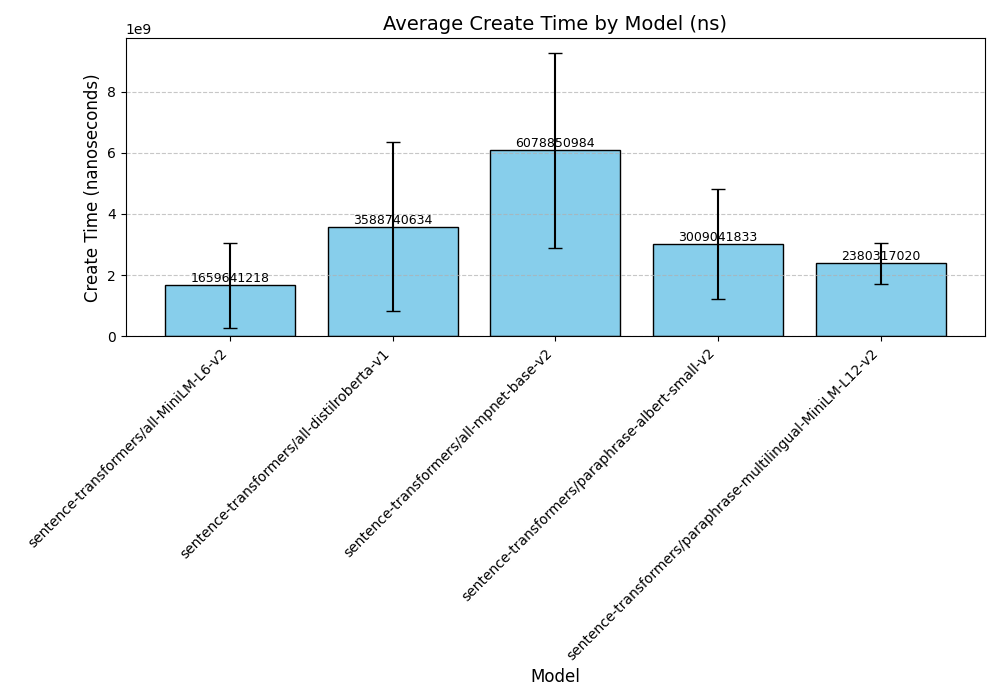 Average Create Time by Model (ns)
1e9
Create Time (nanoseconds)
8
6
4
2
0
1659641218
3588740634
6078850984
3009041833
2380317020
sentence-transformers/all-MiniLM-L6-v2
sentence-transformers/all-distilroberta-v1
sentence-transformers/all-mpnet-base-v2
sentence-transformers/paraphrase-albert-small-v2
sentence-transformers/paraphrase-multilingual-MiniLM-L12-v2
Model